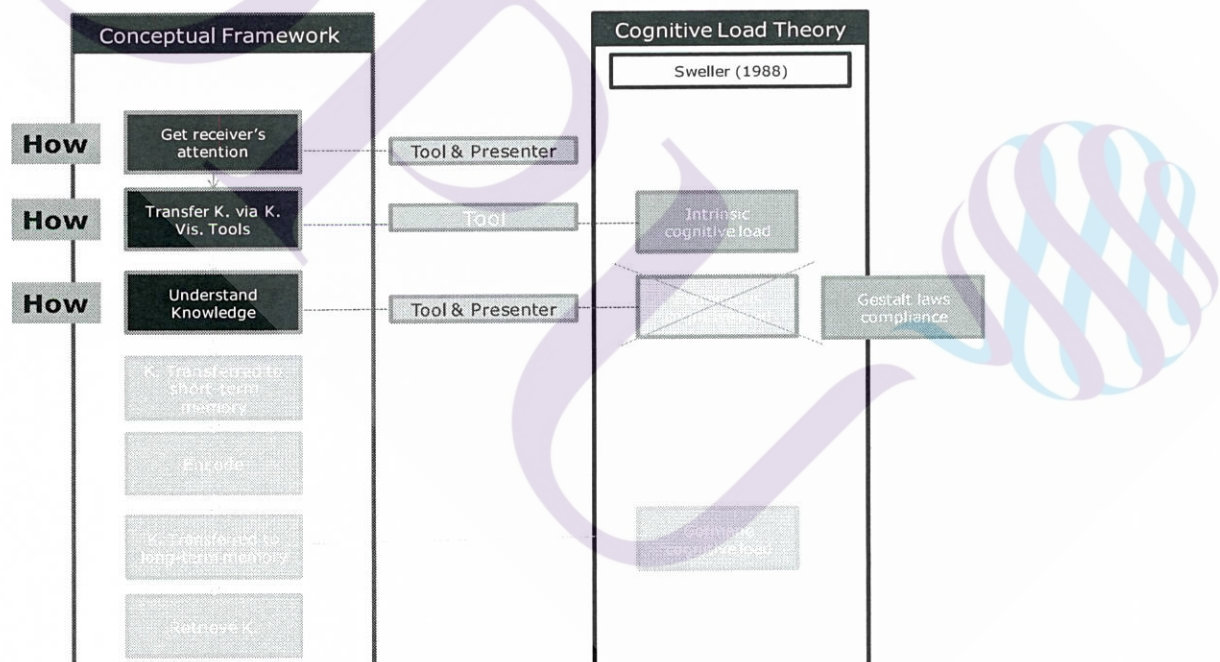 Conceptual Framework
Cognitive Load Theory
Sweller (1988)
How
Get receiver's
attention
Tool & Presenter
How
Transfer K. via K.
Vis. Tools
Tool
Intrinsic
cognitive load
How
Understand
Knowledge
Tool & Presenter
Gestalt laws
compliance
K. Transferred to
short-term
memory
Encode
K. Transferred to
long-term memory
cognitive load
Retrieve K.